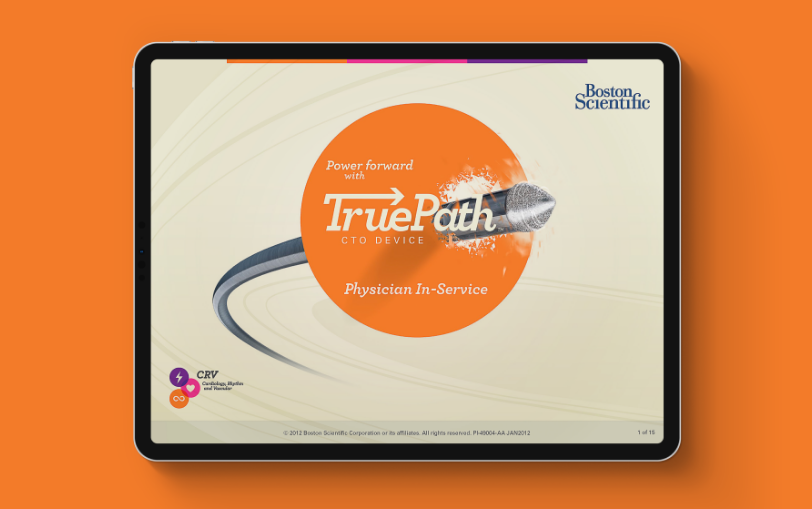 Boston
Scientific
Power forward
with
TruePath
CTO DEVICE
Physician In-Service
CRV
Cardiology, Rhythm
and Vascular
© 2012 Boston Scientific Corporation or its affiliates. All rights reserved. PI-49004-AA JAN2012
1 of 15